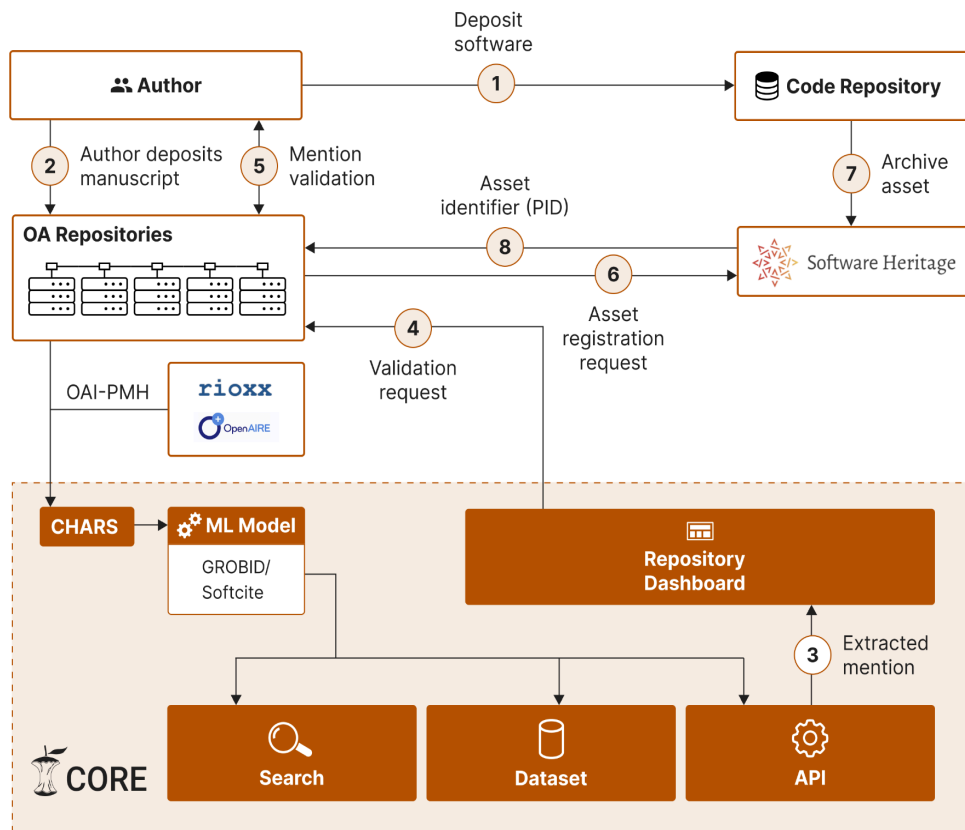 Deposit
software
Author
1
Code Repository
2
Author deposits
manuscript
5
Mention
validation
7
Archive
asset
Asset
identifier (PID)
OA Repositories
8
Software Heritage
6
Asset
registration
request
4
Validation
request
OAI-PMH
rioxx
OpenAIRE
CHARS
ML Model
GROBID/
Softcite
Repository
Dashboard
3
Extracted
mention
Search
Dataset
API
CORE